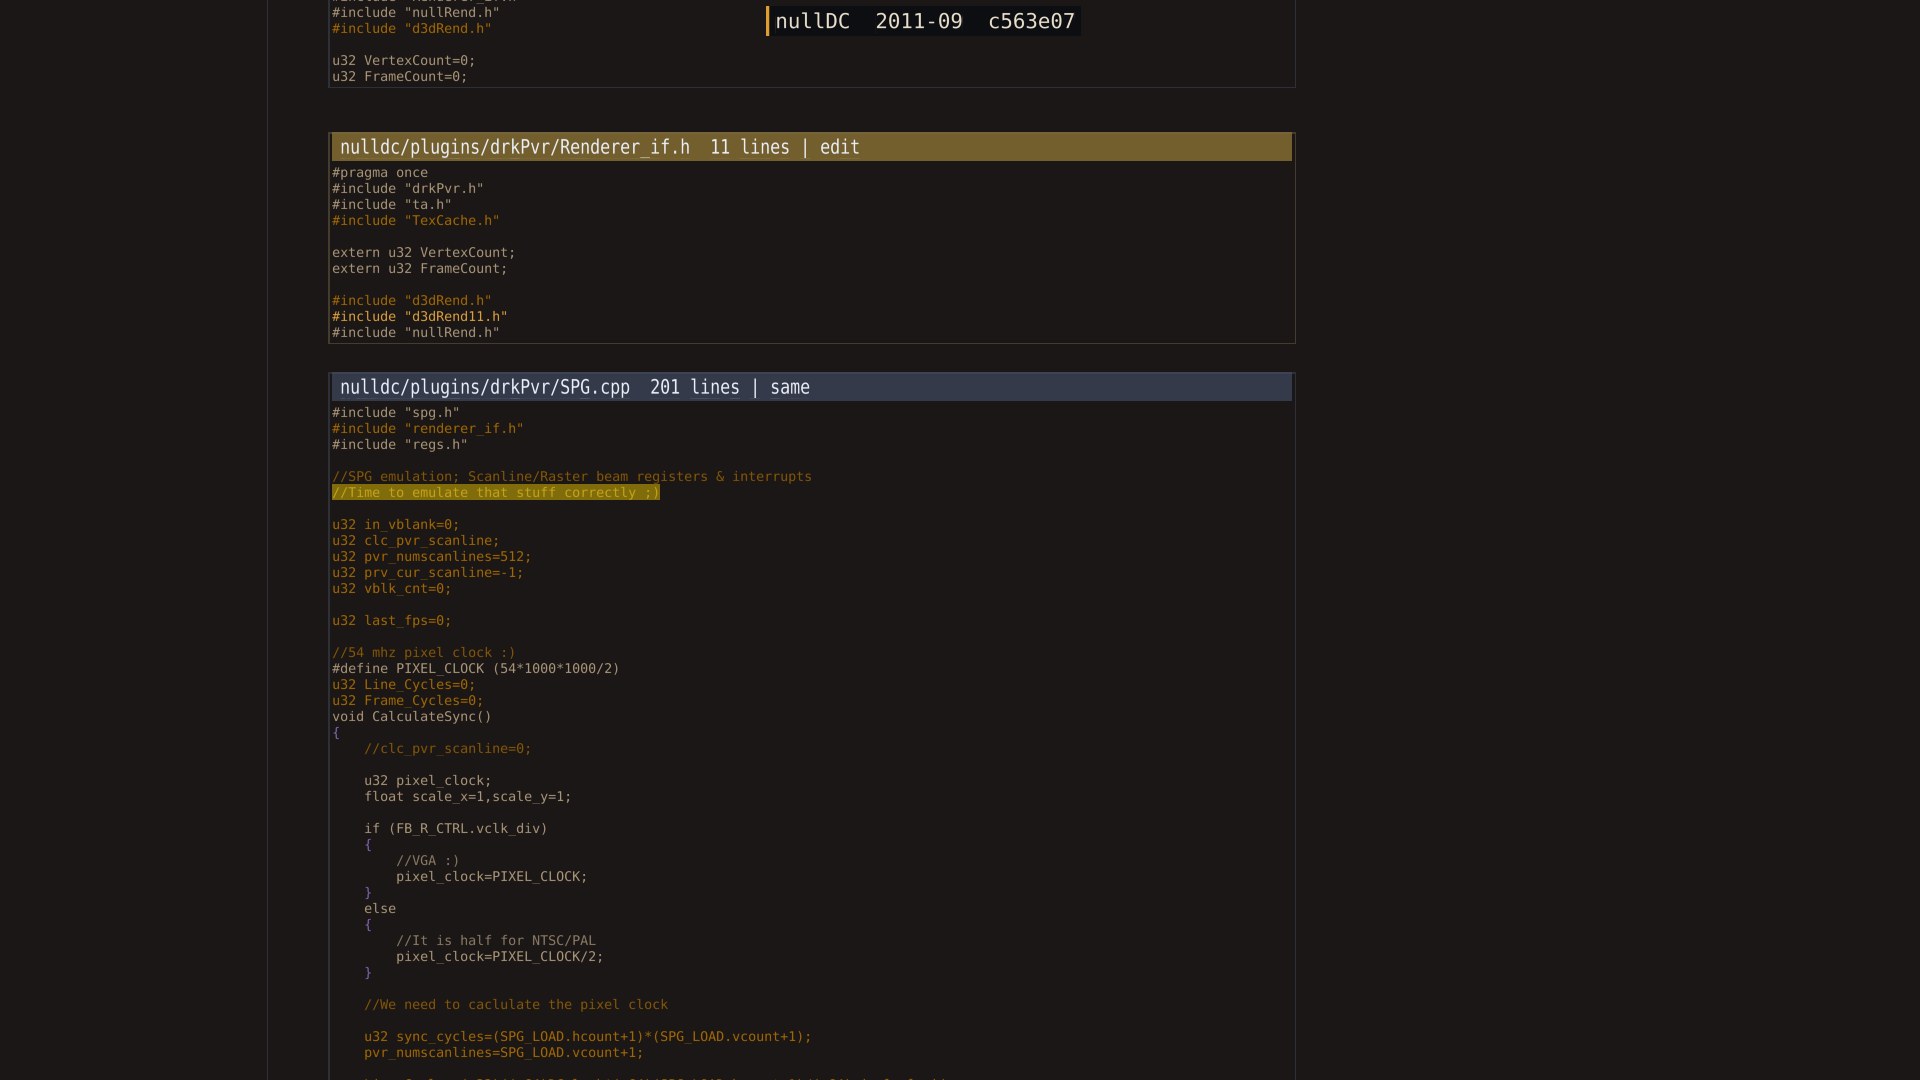 #include "nullRend.h"
nullDC 2011-09 c563e07
#include "d3dRend.h"
u32 VertexCount=0;
u32 FrameCount=0;
nulldc/plugins/drkPvr/Renderer_if.h 11 lines | edit
#pragma once
#include "drkPvr.h"
#include "ta.h"
#include "TexCache.h"
extern u32 VertexCount;
extern u32 FrameCount;
#include "d3dRend.h"
#include "d3dRend11.h"
#include "nullRend.h"
nulldc/plugins/drkPvr/SPG.cpp 201 lines | same
#include "spg.h"
#include "renderer_if.h"
#include "regs.h"
//SPG emulation; Scanline/Raster beam registers & interrupts
//Time to emulate that stuff correctly ;)
u32 in_vblank=0;
u32 clc_pvr_scanline;
u32 pvr_numscanlines=512;
u32 prv_cur_scanline=-1;
u32 vblk_cnt=0;
u32 last_fps=0;
//54 mhz pixel clock :)
#define PIXEL_CLOCK (54*1000*1000/2)
u32 Line_Cycles=0;
u32 Frame_Cycles=0;
void CalculateSync()
{
//clc_pvr_scanline=0;
u32 pixel_clock;
float scale_x=1,scale_y=1;
if (FB_R_CTRL.vclk_div)
{
//VGA :)
pixel_clock=PIXEL_CLOCK;
}
else
{
//It is half for NTSC/PAL
pixel_clock=PIXEL_CLOCK/2;
}
//We need to caclulate the pixel clock
u32 sync_cycles=(SPG_LOAD.hcount+1)*(SPG_LOAD.vcount+1);
pvr_numscanlines=SPG_LOAD.vcount+1;